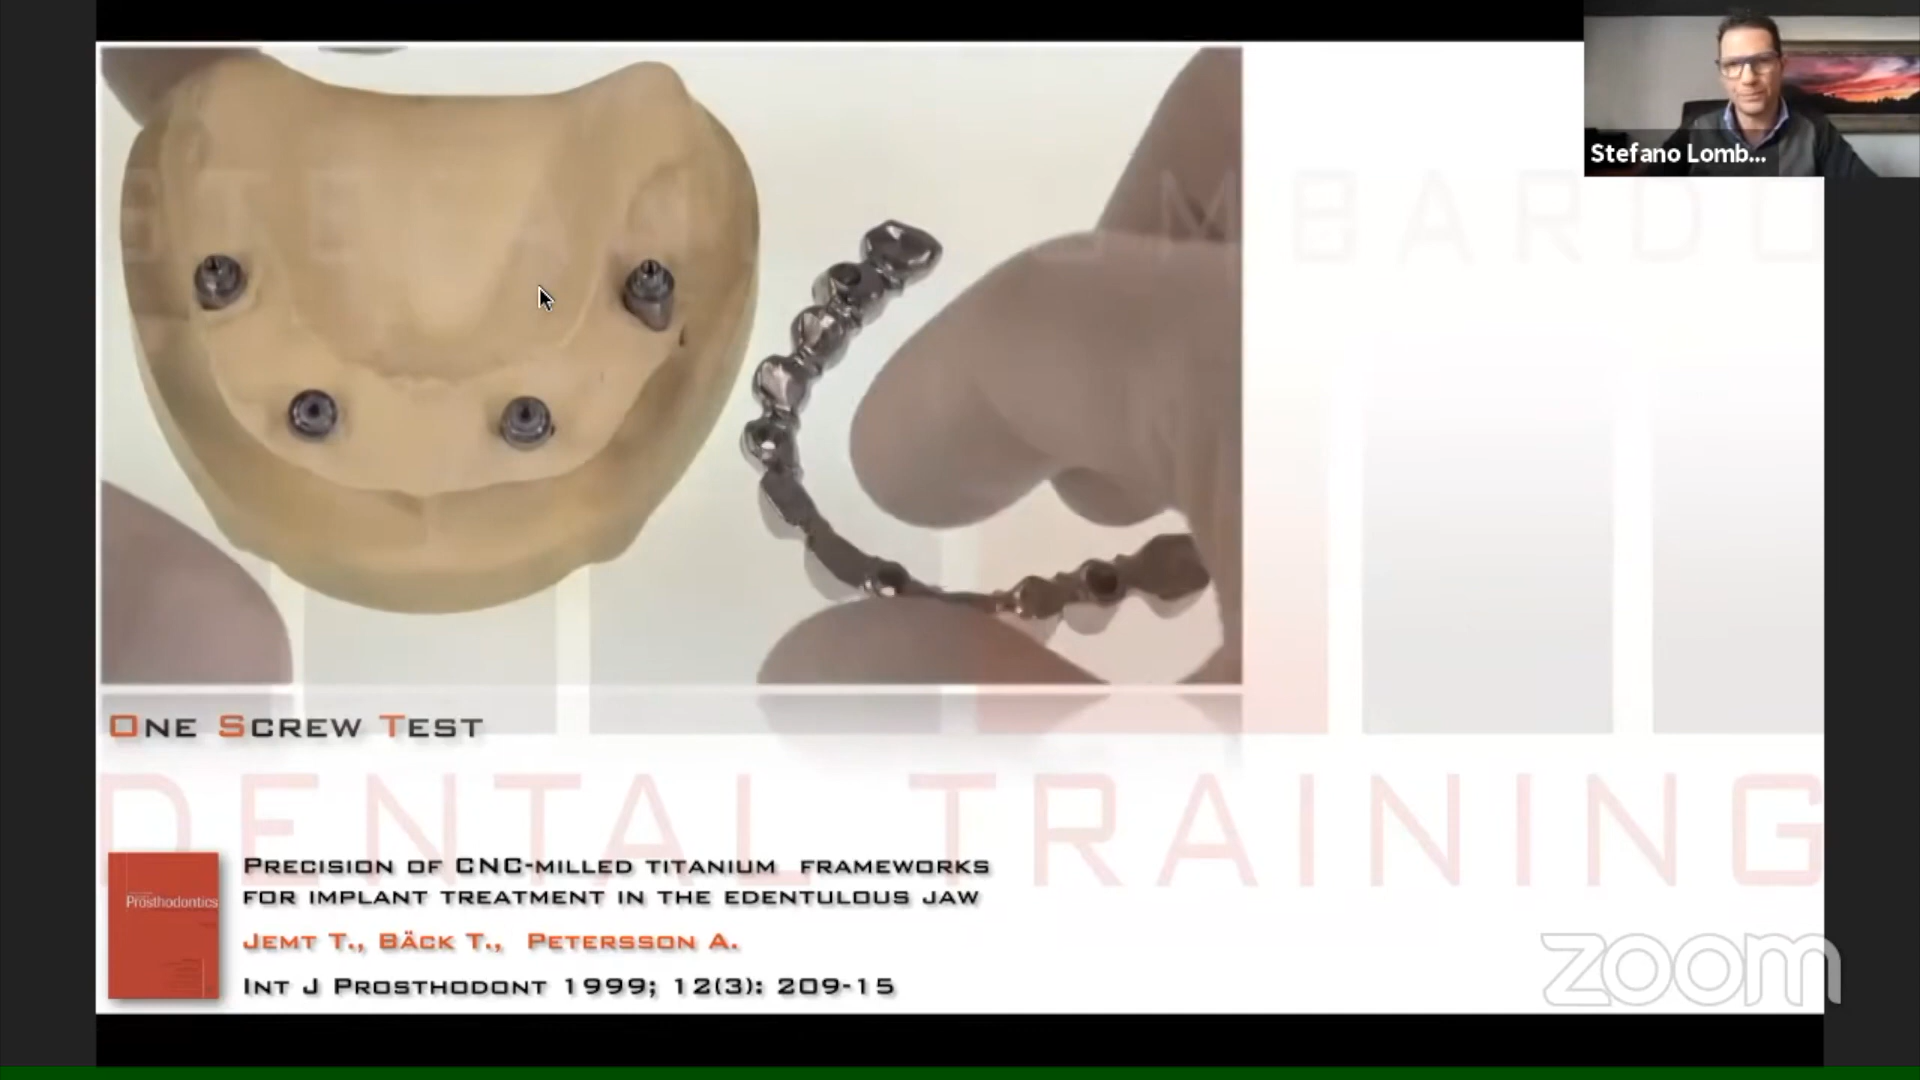 Stefano Lomb...
MBARDO
ONE SCREW TEST
DENTAL TRAINING
PRECISION OF CNC-MILLED TITANIUM FRAMEWORKS
FOR IMPLANT TREATMENT IN THE EDENTULOUS JAW
Prosthodontics
JEMT T., BÄCK T., PETERSSON A.
INT J PROSTHODONT 1999; 12(3): 209-15
zoom